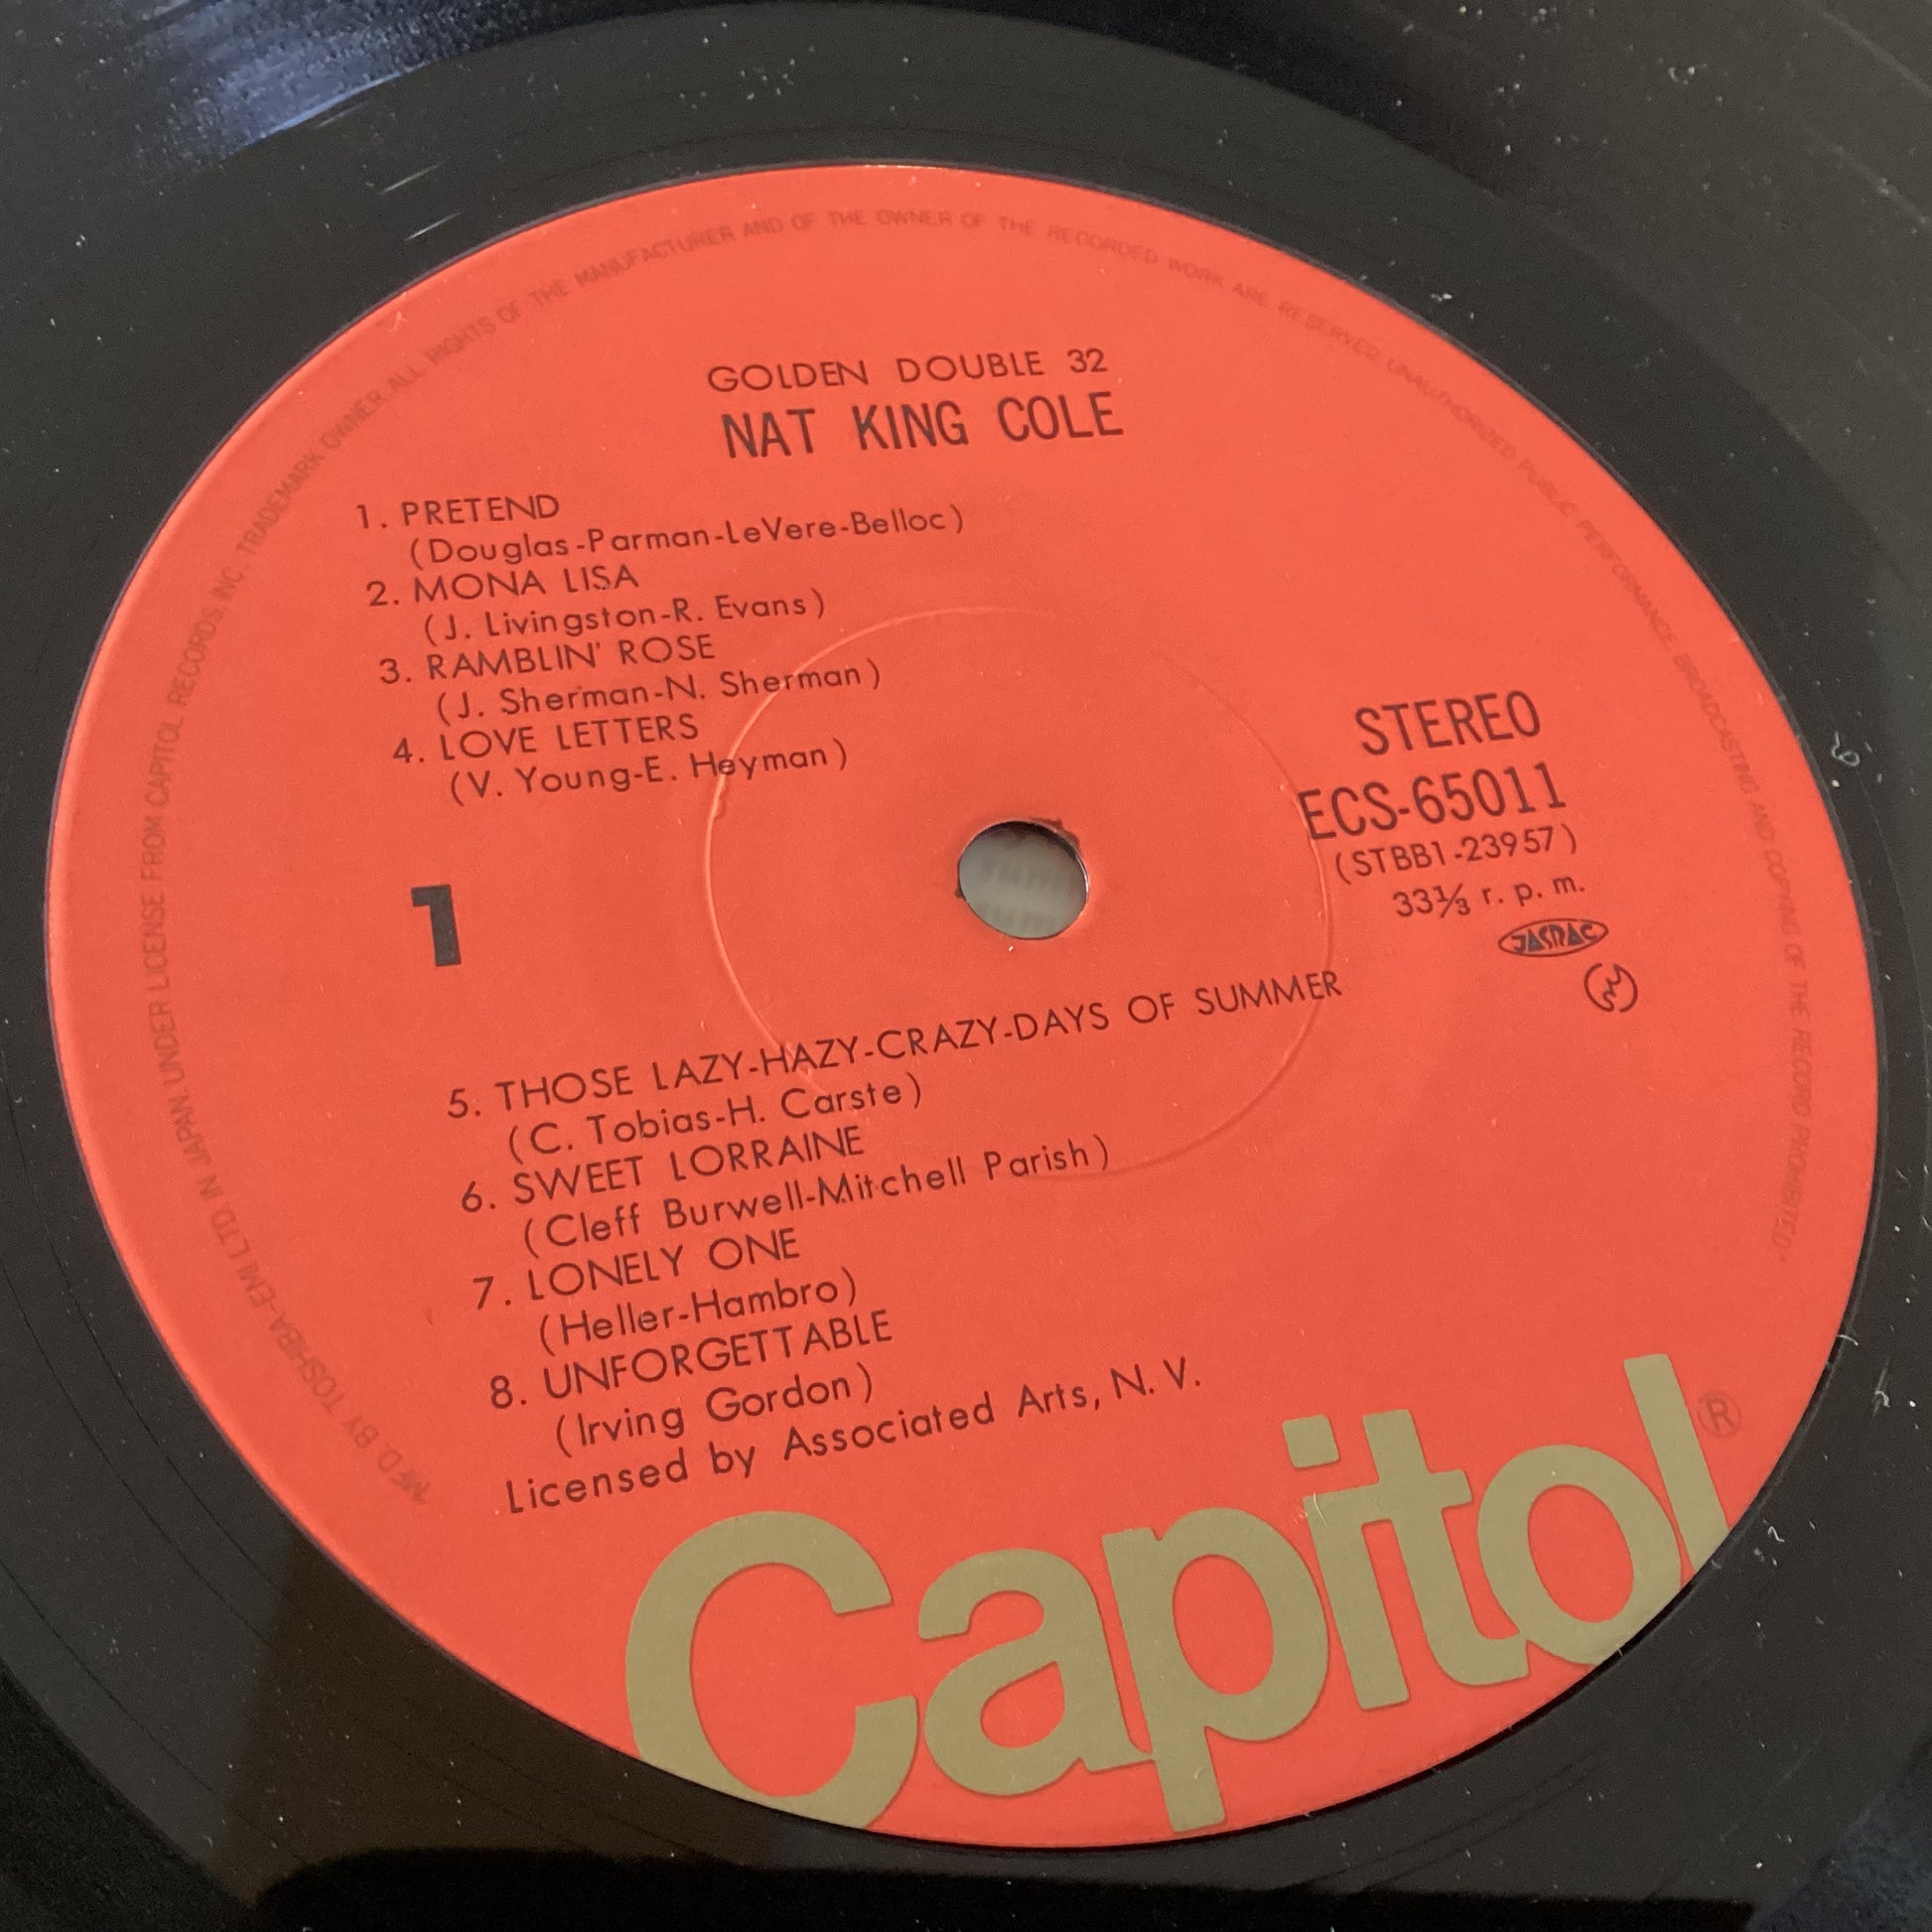 MFD. BY TOSHIBA-EMI LTD. IN JAPAN UNDER LICENSE FROM CAPITOL RECORDS, INC. TRADEMARK OWNER ALL RIGHTS OF THE MANUFACTURER AND OF THE OWNER OF THE RECORDED WORK ARE RESERVED. UNAUTHORIZED PUBLIC PERFORMANCE BROADCASTING AND COPYING OF THE RECORD PROHIBITED.
GOLDEN DOUBLE 32
NAT KING COLE
1. PRETEND
(Douglas-Parman-LeVere-Belloc)
2. MONA LISA
(J. Livingston-R. Evans)
3. RAMBLIN' ROSE
(J. Sherman-N. Sherman)
4. LOVE LETTERS
(V. Young-E. Heyman)
STEREO
ECS-65011
(STBB1-23957)
33⅓ r. p. m.
JASRAC
1
5. THOSE LAZY-HAZY-CRAZY-DAYS OF SUMMER
(C. Tobias-H. Carste)
6. SWEET LORRAINE
(Cleff Burwell-Mitchell Parish)
7. LONELY ONE
(Heller-Hambro)
8. UNFORGETTABLE
(Irving Gordon)
Licensed by Associated Arts, N. V.
Capitol®